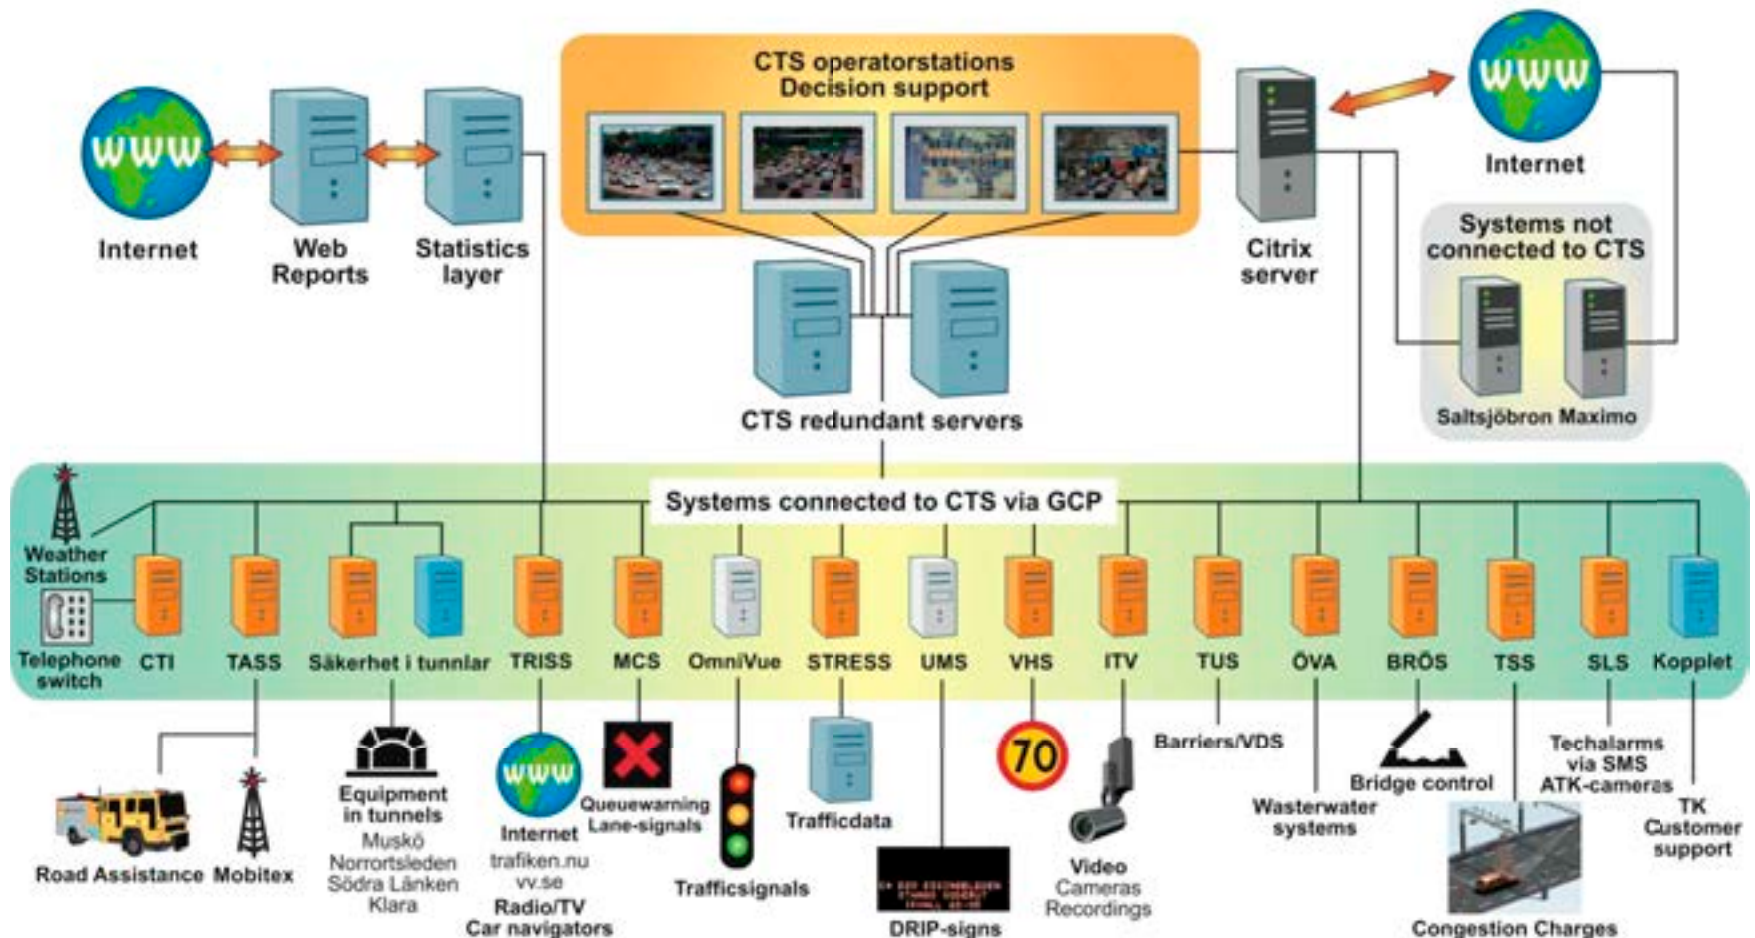 CTS operatorstations
Decision support
www
Internet
Web
Reports
Statistics
layer
Citrix
server
www
Internet
Systems not
connected to CTS
Saltsjöbron Maximo
CTS redundant servers
Systems connected to CTS via GCP
Weather
Stations
Telephone
switch
CTI
TASS
Säkerhet i tunnlar
TRISS
MCS
OmniVue
STRESS
UMS
VHS
ITV
TUS
ÖVA
BRÖS
TSS
SLS
Kopplet
Road Assistance
Mobitex
Equipment
in tunnels
Muskö
Norrortsleden
Södra Länken
Klara
www
Internet
trafiken.nu
vv.se
Radio/TV
Car navigators
Queuewarning
Lane-signals
Trafficsignals
Trafficdata
DRIP-signs
70
Video
Cameras
Recordings
Barriers/VDS
Wasterwater
systems
Bridge control
Congestion Charges
Techalarms
via SMS
ATK-cameras
TK
Customer
support